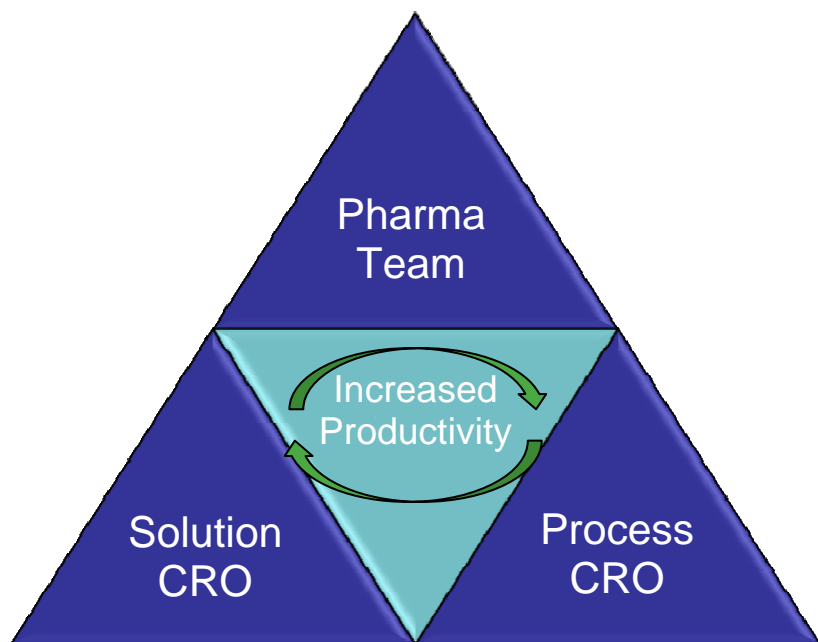 Pharma
Team
Increased
Productivity
Solution
CRO
Process
CRO